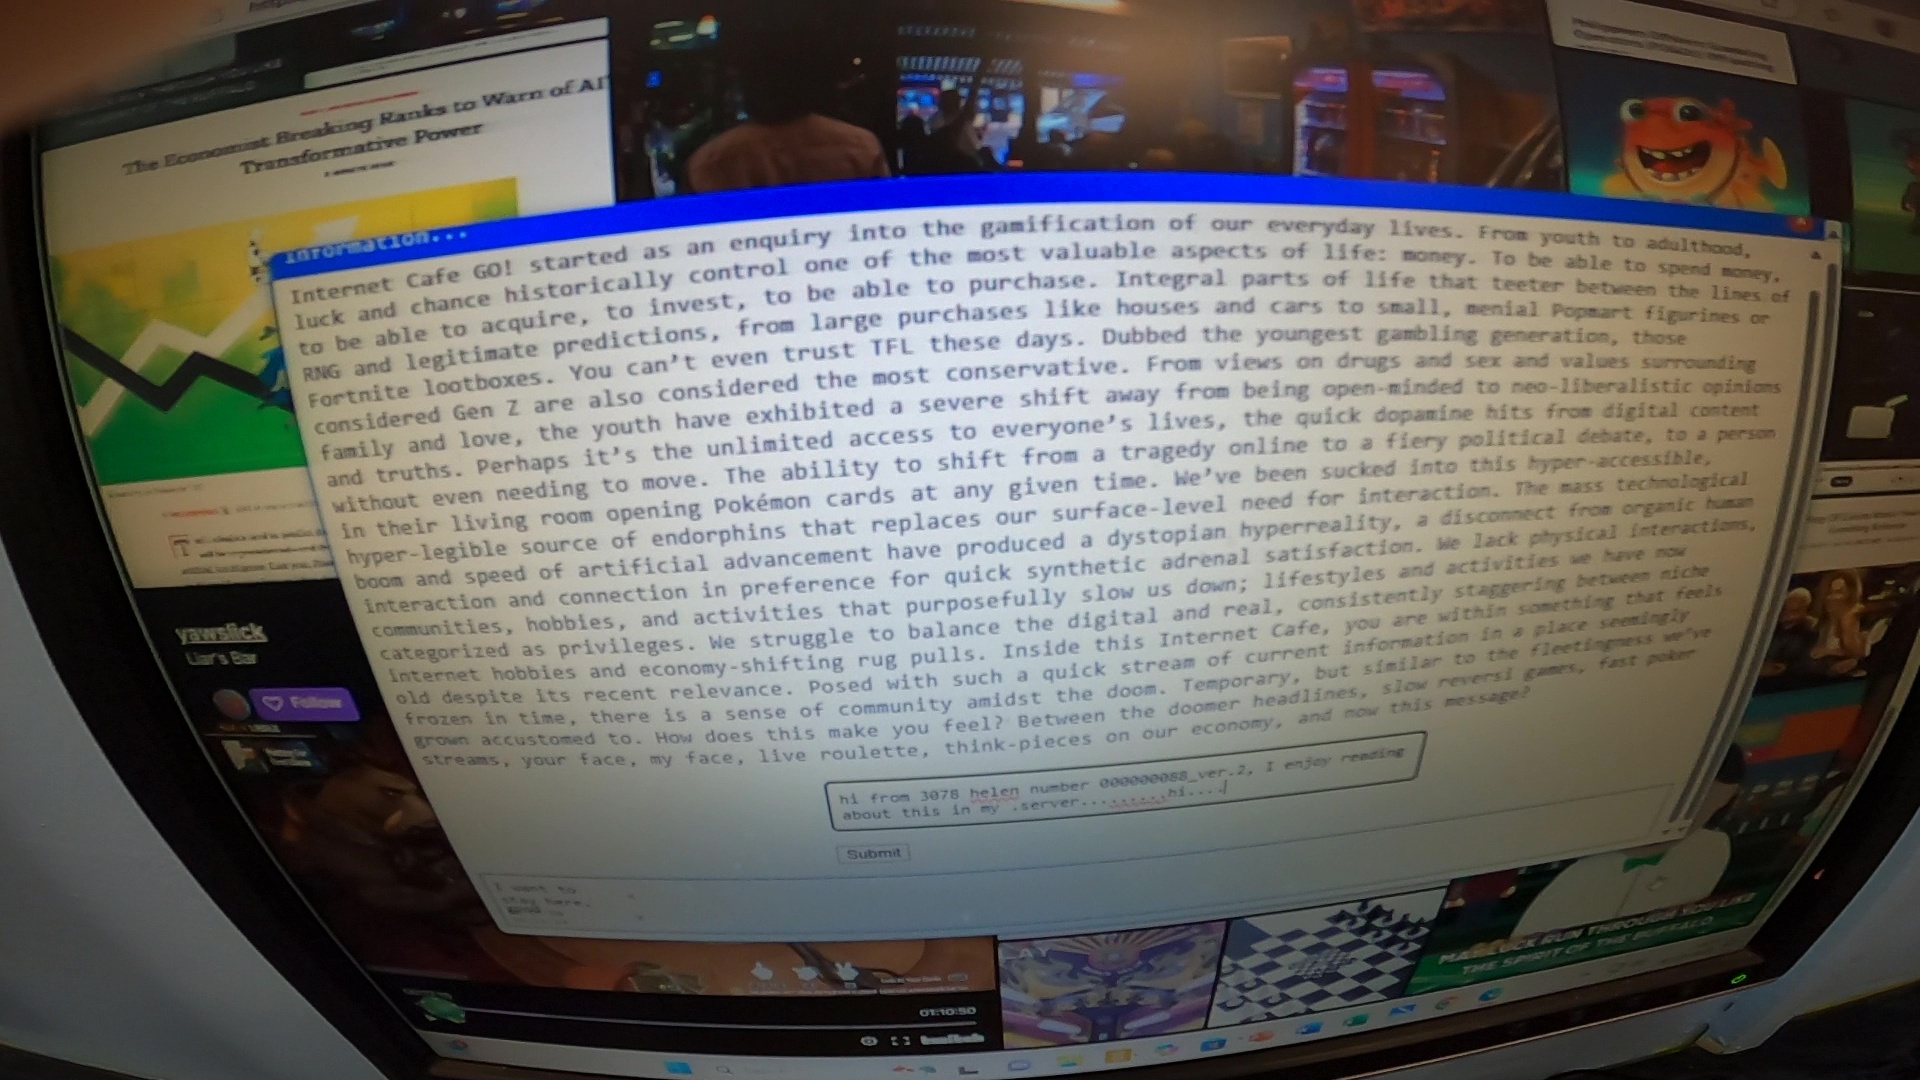 The Economist Breaking Ranks to Warn of AI
Transformative Power
Information...
Internet Cafe GO! started as an enquiry into the gamification of our everyday lives. From youth to adulthood,
luck and chance historically control one of the most valuable aspects of life: money. To be able to spend money,
to be able to acquire, to invest, to be able to purchase. Integral parts of life that teeter between the lines of
RNG and legitimate predictions, from large purchases like houses and cars to small, menial Popmart figurines or
Fortnite lootboxes. You can't even trust TFL these days. Dubbed the youngest gambling generation, those
considered Gen Z are also considered the most conservative. From views on drugs and sex and values surrounding
family and love, the youth have exhibited a severe shift away from being open-minded to neo-liberalistic opinions
and truths. Perhaps it's the unlimited access to everyone's lives, the quick dopamine hits from digital content
without even needing to move. The ability to shift from a tragedy online to a fiery political debate, to a person
in their living room opening Pokémon cards at any given time. We've been sucked into this hyper-accessible,
hyper-legible source of endorphins that replaces our surface-level need for interaction. The mass technological
boom and speed of artificial advancement have produced a dystopian hyperreality, a disconnect from organic human
interaction and connection in preference for quick synthetic adrenal satisfaction. We lack physical interactions,
communities, hobbies, and activities that purposefully slow us down; lifestyles and activities we have now
categorized as privileges. We struggle to balance the digital and real, consistently staggering between niche
internet hobbies and economy-shifting rug pulls. Inside this Internet Cafe, you are within something that feels
old despite its recent relevance. Posed with such a quick stream of current information in a place seemingly
frozen in time, there is a sense of community amidst the doom. Temporary, but similar to the fleetingness we've
grown accustomed to. How does this make you feel? Between the doomer headlines, slow reversi games, fast poker
streams, your face, my face, live roulette, think-pieces on our economy, and now this message?
hi from 3078 helen number 000000088_ver.2, I enjoy reading
about this in my .server.........hi....
Submit
I want to
stay here.
yawslick
Liar's Bar
Follow
01:10:50
twitch
MAY LUCK RUN THROUGH YOU LIKE
THE SPIRIT OF THE BUFFALO